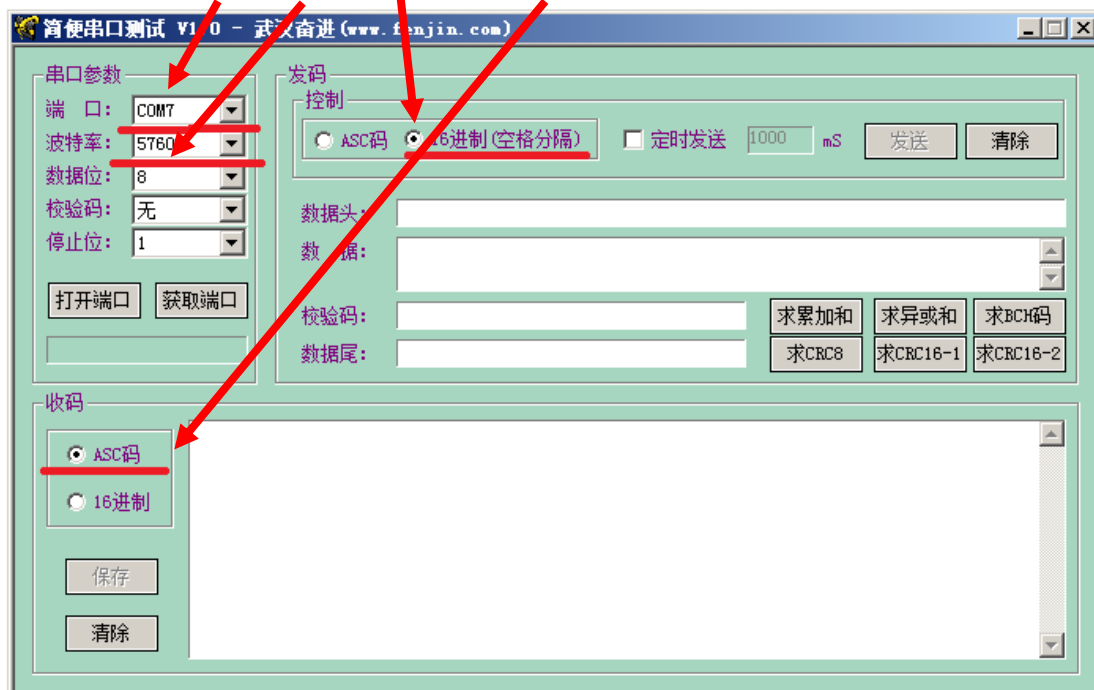 简便串口测试 V1.0 - 武汉奋进(www.fenjin.com)
串口参数
端 口: COM7
波特率: 5760
数据位: 8
校验码: 无
停止位: 1
打开端口 获取端口
发码
控制
ASC码 16进制(空格分隔) 定时发送 1000 mS 发送 清除
数据头:
数 据:
校验码: 求累加和 求异或和 求BCH码
数据尾: 求CRC8 求CRC16-1 求CRC16-2
收码
ASC码
16进制
保存
清除